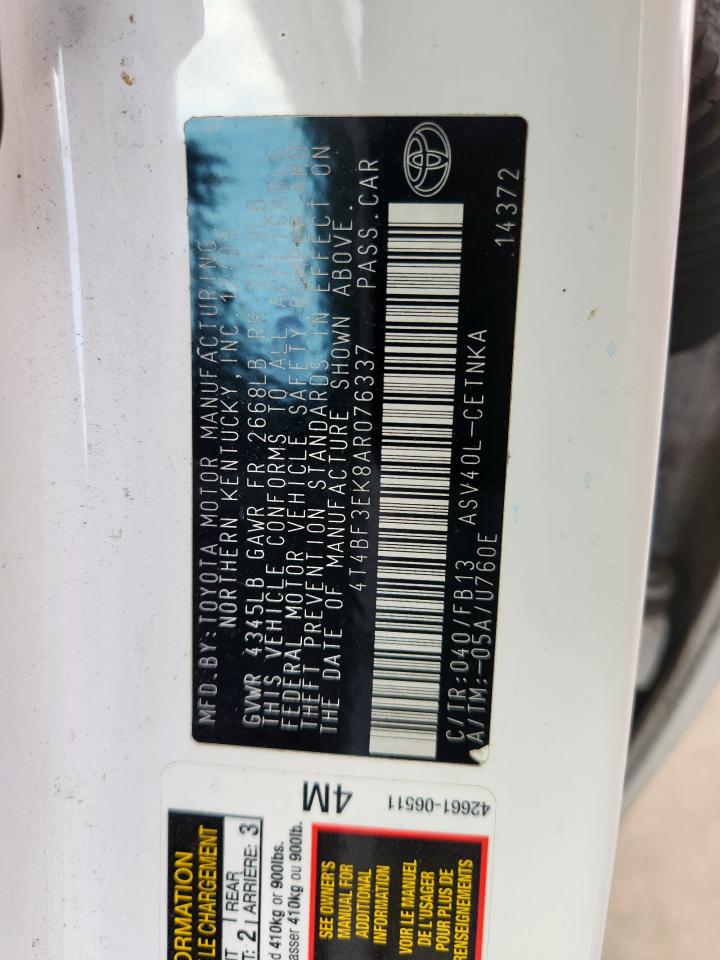 MFD.BY:TOYOTA MOTOR MANUFACTURING,
NORTHERN KENTUCKY, INC.
GVWR 4345LB GAWR FR 2668LB RR
THIS VEHICLE CONFORMS TO ALL APPLICABLE
FEDERAL MOTOR VEHICLE SAFETY, BUMPER AND
THEFT PREVENTION STANDARDS IN EFFECT ON
THE DATE OF MANUFACTURE SHOWN ABOVE.
4T4BF3EK8AR076337 PASS.CAR
C/TR:040/FB13 ASV40L-CETNKA
A/TM:-05A/U760E
14372
4M
42661-06511
ORMATION
LE CHARGEMENT
2 REAR
ARRIÈRE: 3
d 410kg or 900lbs.
asser 410kg ou 900lb.
SEE OWNER'S
MANUAL FOR
ADDITIONAL
INFORMATION
VOIR LE MANUEL
DE L'USAGER
POUR PLUS DE
RENSEIGNEMENTS